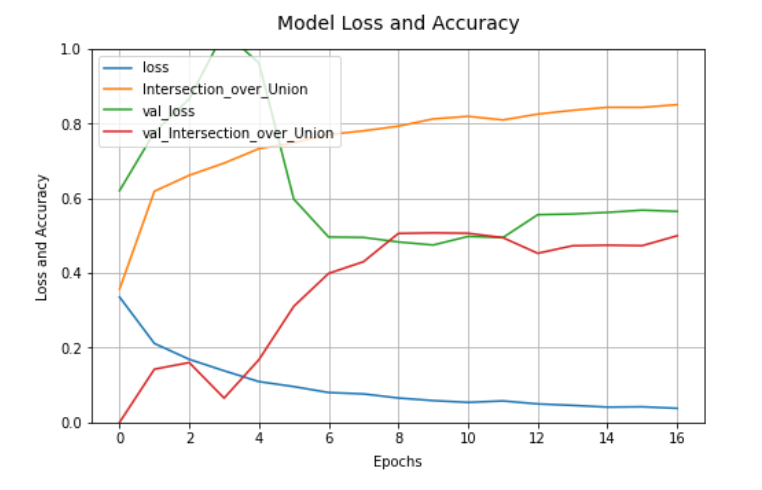 Model Loss and Accuracy
1.0
0.8
0.6
0.4
0.2
0.0
Loss and Accuracy
loss
Intersection_over_Union
val_loss
val_Intersection_over_Union
0 2 4 6 8 10 12 14 16
Epochs